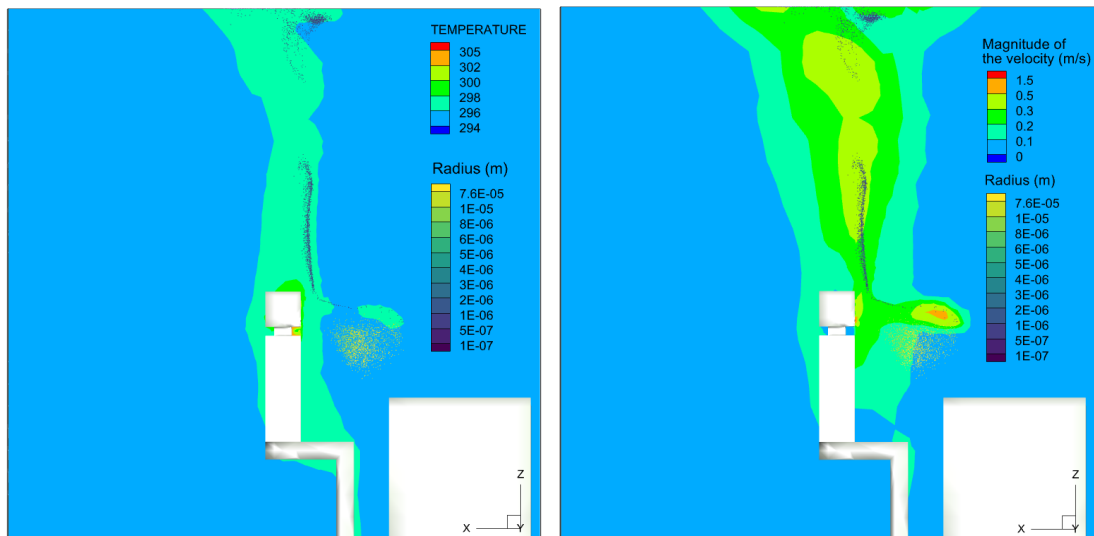 TEMPERATURE
305
302
300
298
296
294
Radius (m)
7.6E-05
1E-05
8E-06
6E-06
5E-06
4E-06
3E-06
2E-06
1E-06
5E-07
1E-07
Z
X
Y
Magnitude of
the velocity (m/s)
1.5
0.5
0.3
0.2
0.1
0
Radius (m)
7.6E-05
1E-05
8E-06
6E-06
5E-06
4E-06
3E-06
2E-06
1E-06
5E-07
1E-07
Z
X
Y